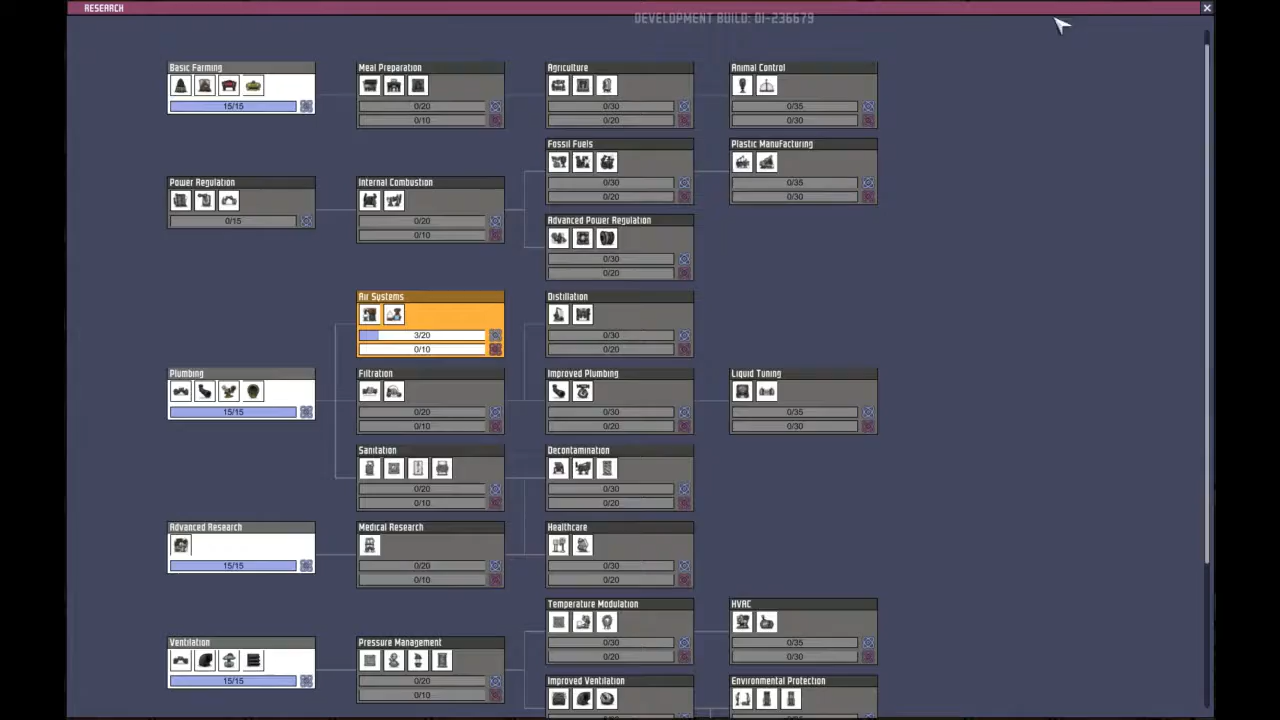 RESEARCH
DEVELOPMENT BUILD: OI-236679
Basic Farming
15/15
Meal Preparation
0/20
0/10
Agriculture
0/30
0/20
Animal Control
0/35
0/30
Fossil Fuels
0/30
0/20
Plastic Manufacturing
0/35
0/30
Power Regulation
0/15
Internal Combustion
0/20
0/10
Advanced Power Regulation
0/30
0/20
Air Systems
3/20
0/10
Distillation
0/30
0/20
Plumbing
15/15
Filtration
0/20
0/10
Improved Plumbing
0/30
0/20
Liquid Tuning
0/35
0/30
Sanitation
0/20
0/10
Decontamination
0/30
0/20
Advanced Research
15/15
Medical Research
0/20
0/10
Healthcare
0/30
0/20
Temperature Modulation
0/30
0/20
HVAC
0/35
0/30
Ventilation
15/15
Pressure Management
0/20
0/10
Improved Ventilation
Environmental Protection